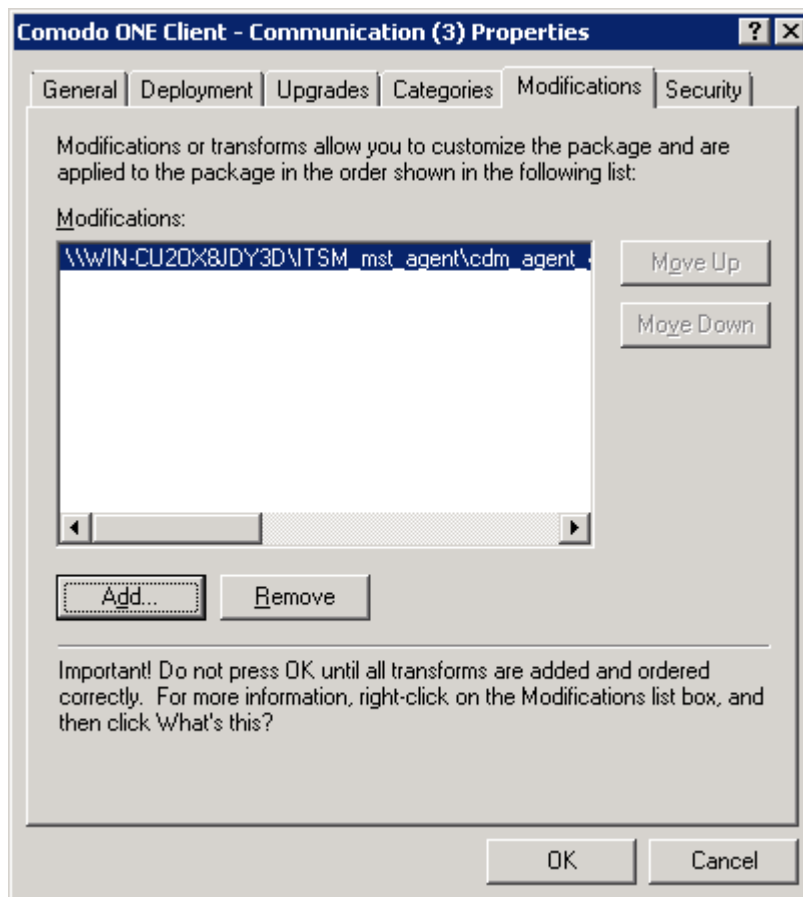 Comodo ONE Client - Communication (3) Properties
General Deployment Upgrades Categories Modifications Security
Modifications or transforms allow you to customize the package and are
applied to the package in the order shown in the following list:
Modifications:
\\WIN-CU2OX8JDY3D\ITSM_mst_agent\cdm_agent_
Move Up
Move Down
Add... Remove
Important! Do not press OK until all transforms are added and ordered
correctly. For more information, right-click on the Modifications list box, and
then click What's this?
OK Cancel